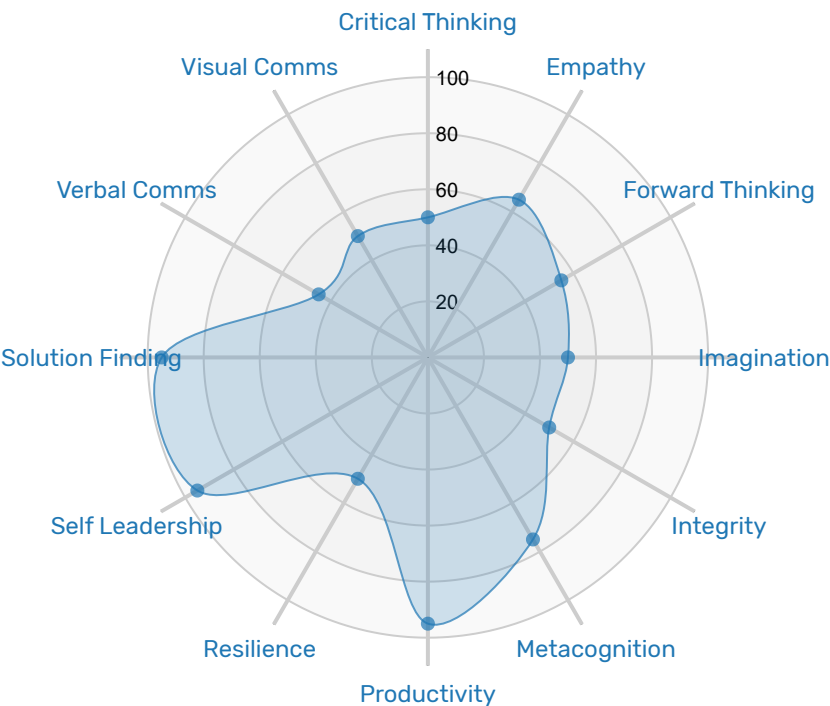 Critical Thinking
Visual Comms
Empathy
100
80
Verbal Comms
60
Forward Thinking
40
20
Solution Finding
Imagination
Self Leadership
Integrity
Resilience
Metacognition
Productivity